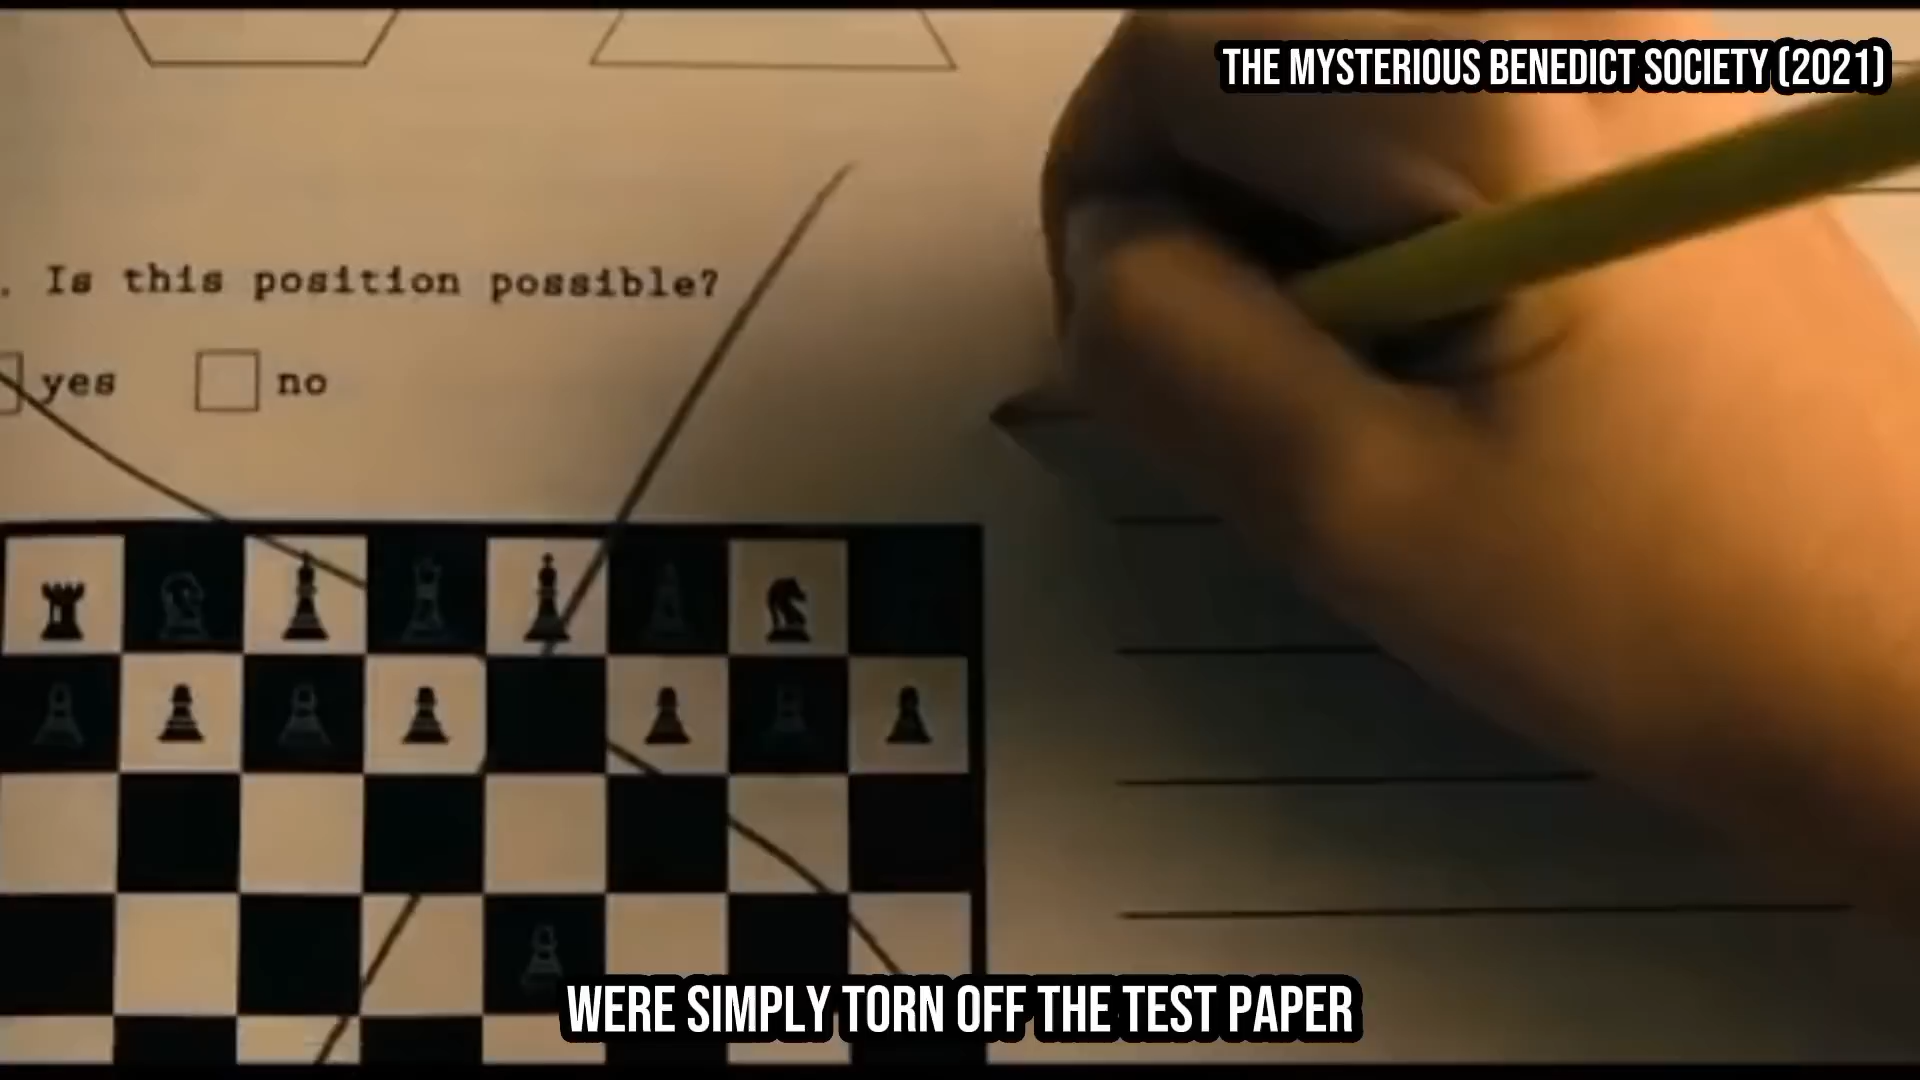 THE MYSTERIOUS BENEDICT SOCIETY (2021)
. Is this position possible?
yes no
WERE SIMPLY TORN OFF THE TEST PAPER